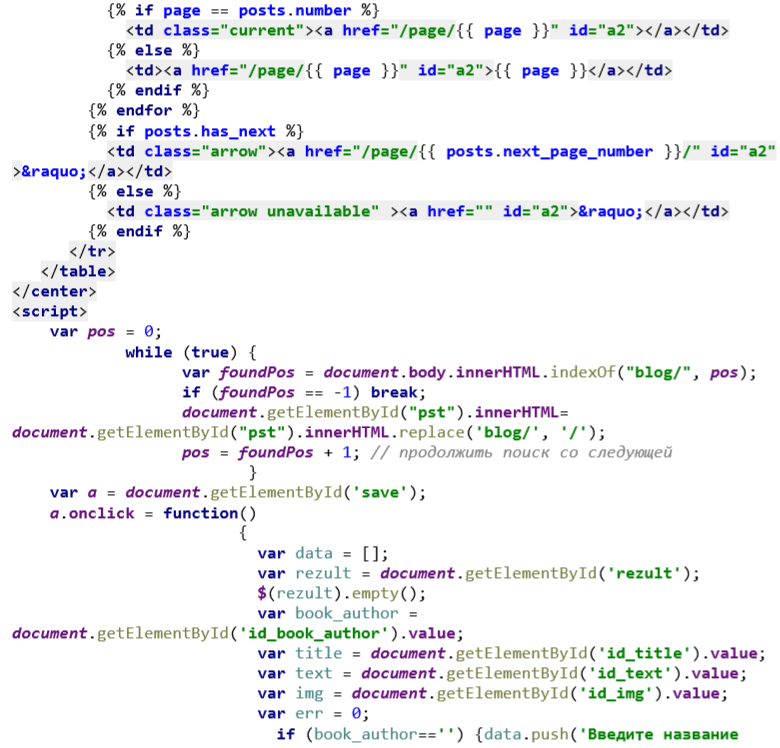 {% if page == posts.number %}
<td class="current"><a href="/page/{{ page }}" id="a2"></a></td>
{% else %}
<td><a href="/page/{{ page }}" id="a2">{{ page }}</a></td>
{% endif %}
{% endfor %}
{% if posts.has_next %}
<td class="arrow"><a href="/page/{{ posts.next_page_number }}/" id="a2"
>&raquo;</a></td>
{% else %}
<td class="arrow unavailable" ><a href="" id="a2">&raquo;</a></td>
{% endif %}
</tr>
</table>
</center>
<script>
var pos = 0;
while (true) {
var foundPos = document.body.innerHTML.indexOf("blog/", pos);
if (foundPos == -1) break;
document.getElementById("pst").innerHTML=
document.getElementById("pst").innerHTML.replace('blog/', '/');
pos = foundPos + 1; // продолжить поиск со следующей
}
var a = document.getElementById('save');
a.onclick = function()
{
var data = [];
var rezult = document.getElementById('rezult');
$(rezult).empty();
var book_author =
document.getElementById('id_book_author').value;
var title = document.getElementById('id_title').value;
var text = document.getElementById('id_text').value;
var img = document.getElementById('id_img').value;
var err = 0;
if (book_author=='') {data.push('Введите название